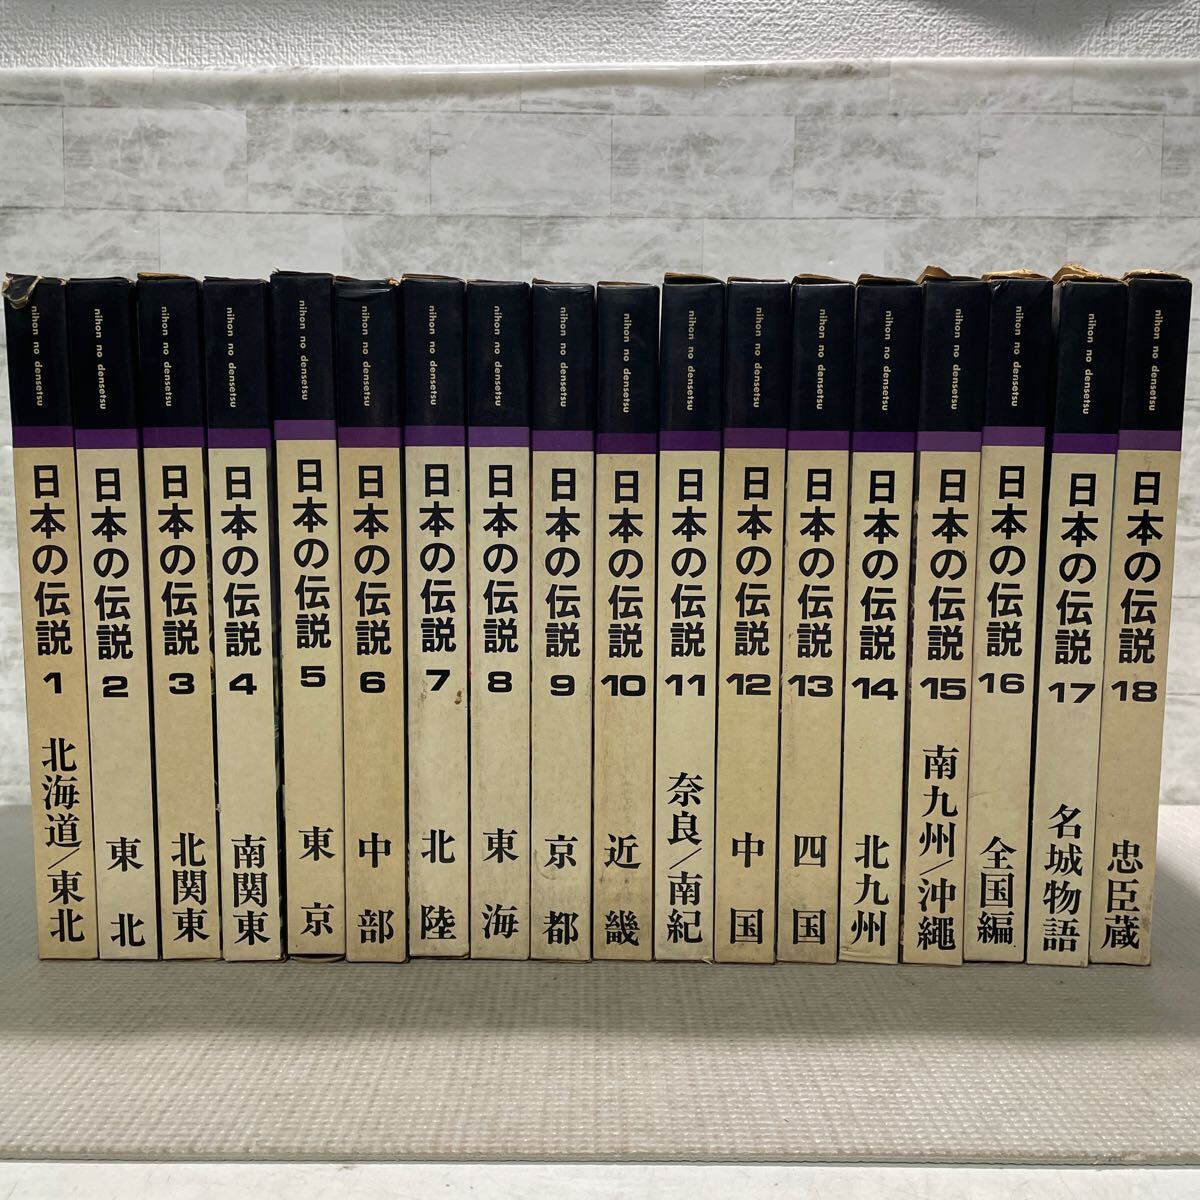 nihon no densetsu
日本の伝説
1
北海道/東北
nihon no densetsu
日本の伝説
2
東北
nihon no densetsu
日本の伝説
3
北関東
nihon no densetsu
日本の伝説
4
南関東
nihon no densetsu
日本の伝説
5
東京
nihon no densetsu
日本の伝説
6
中部
nihon no densetsu
日本の伝説
7
北陸
nihon no densetsu
日本の伝説
8
東海
nihon no densetsu
日本の伝説
9
京都
nihon no densetsu
日本の伝説
10
近畿
nihon no densetsu
日本の伝説
11
奈良/南紀
nihon no densetsu
日本の伝説
12
中国
nihon no densetsu
日本の伝説
13
四国
nihon no densetsu
日本の伝説
14
北九州
nihon no densetsu
日本の伝説
15
南九州/沖繩
nihon no densetsu
日本の伝説
16
全国編
nihon no densetsu
日本の伝説
17
名城物語
nihon no densetsu
日本の伝説
18
忠臣蔵